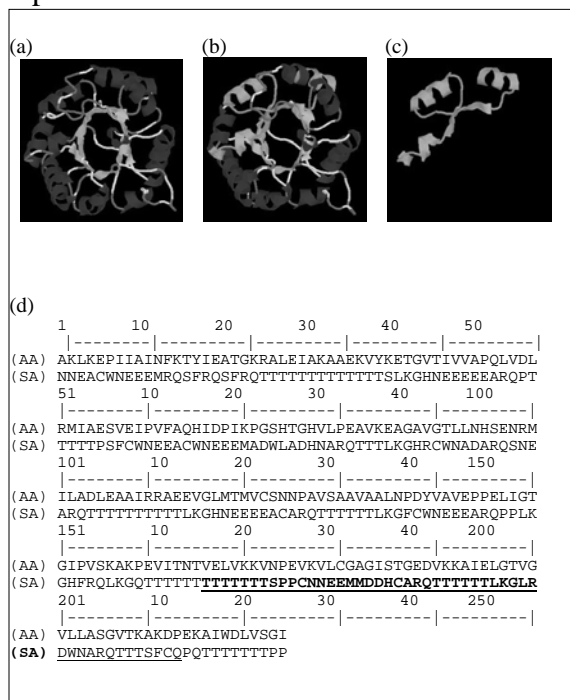 (a) (b) (c)
(d)
1 10 20 30 40 50
|--------|---------|---------|---------|---------|
(AA) AKLKEPIIAINFKTYIEATGKRALEIAKAAEKVYKETGVTIVVAPQLVDL
(SA) NNEACWNEEEMRQSFRQSFRQTTTTTTTTTTTTTSLKGHNEEEEEARQPT
51 10 20 30 40 100
|--------|---------|---------|---------|---------|
(AA) RMIAESVEIPVFAQHIDPIKPGSHTGHVLPEAVKEAGAVGTLLNHSENRM
(SA) TTTTPSFCWNEEACWNEEEMADWLADHNARQTTTLKGHRCWNADARQSNE
101 10 20 30 40 150
|--------|---------|---------|---------|---------|
(AA) ILADLEAAIRRAEEVGLMTMVCSNNPAVSAAVAALNPDYVAVEPPELIGT
(SA) ARQTTTTTTTTTTLKGHNEEEEACARQTTTTTTLKGFCWNEEEARQPPLK
151 10 20 30 40 200
|--------|---------|---------|---------|---------|
(AA) GIPVSKAKPEVITNTVELVKKVNPEVKVLCGAGISTGEDVKKAIELGTVG
(SA) GHFRQLKGQTTTTTTTTTTTTTSPPCNNEEMMDDHCARQTTTTTTLKGLR
201 10 20 30 40 250
|--------|---------|---------|---------|---------|
(AA) VLLASGVTKAKDPEKAIWDLVSGI
(SA) DWNARQTTTSFCQPQTTTTTTTPP